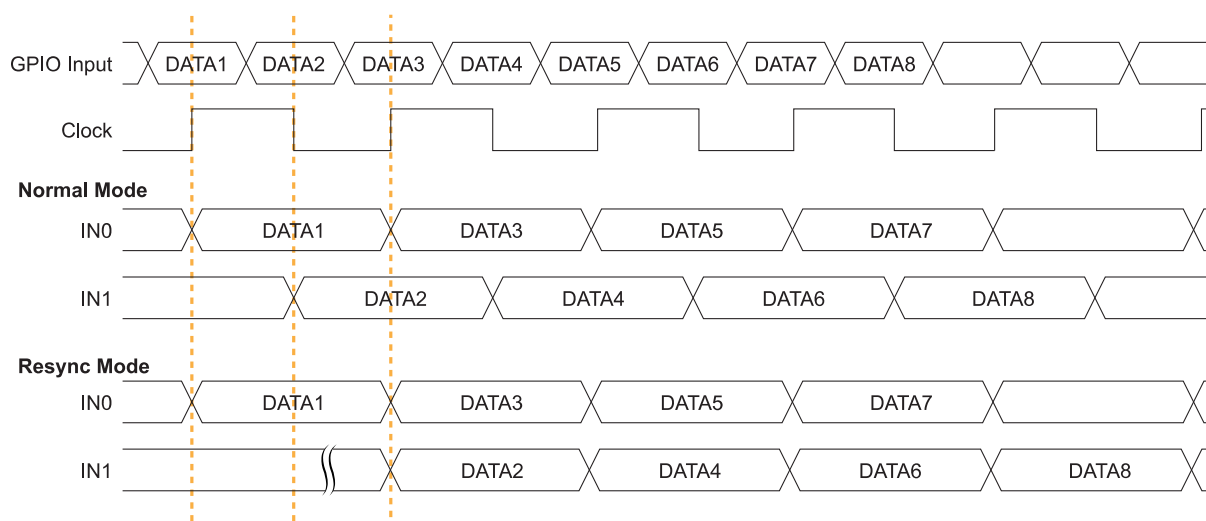 GPIO Input DATA1 DATA2 DATA3 DATA4 DATA5 DATA6 DATA7 DATA8
Clock
Normal Mode
IN0 DATA1 DATA3 DATA5 DATA7
IN1 DATA2 DATA4 DATA6 DATA8
Resync Mode
IN0 DATA1 DATA3 DATA5 DATA7
IN1 DATA2 DATA4 DATA6 DATA8